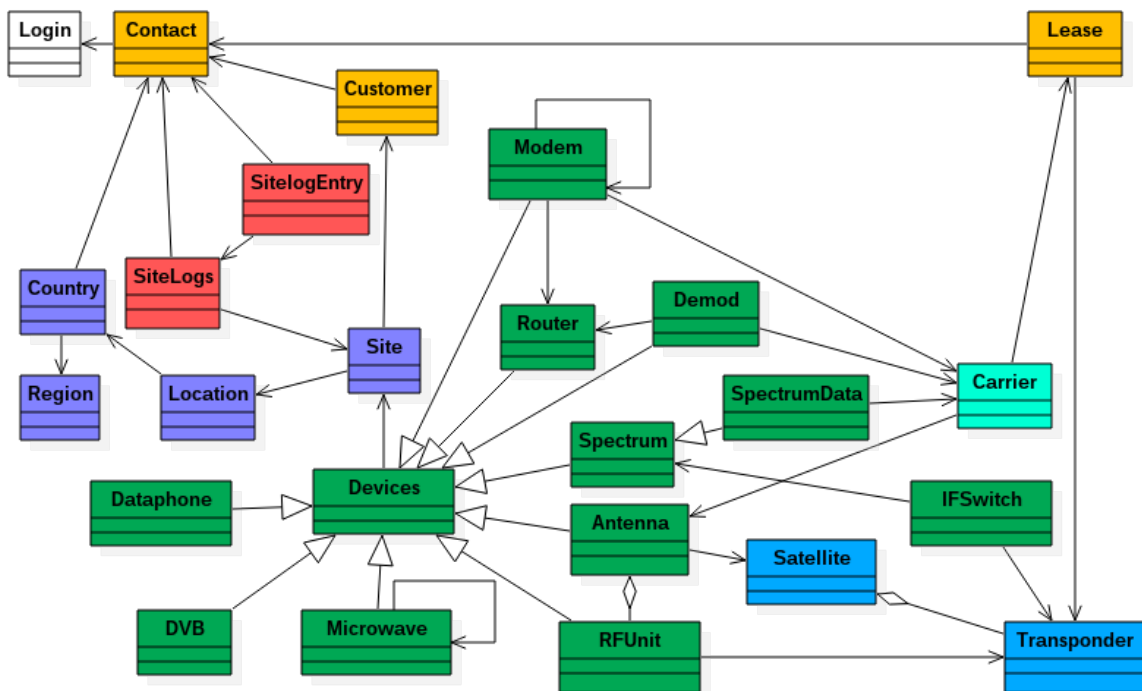 Login
Contact
Lease
Customer
Modem
SitelogEntry
SiteLogs
Country
Demod
Router
Site
Region
Location
Carrier
SpectrumData
Spectrum
Devices
Dataphone
IFSwitch
Antenna
Satellite
DVB
Microwave
RFUnit
Transponder